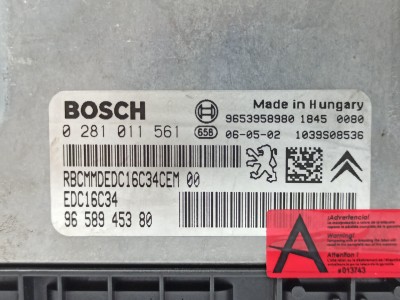 BOSCH
Made in Hungary
9653958980 1845 0080
0 281 011 561
658
06-05-02
1039S08536
RBCMMDEDC16C34CEM 00
EDC16C34
96 589 453 80
¡Advertencia!
A
Warning !
Attention !
#013743